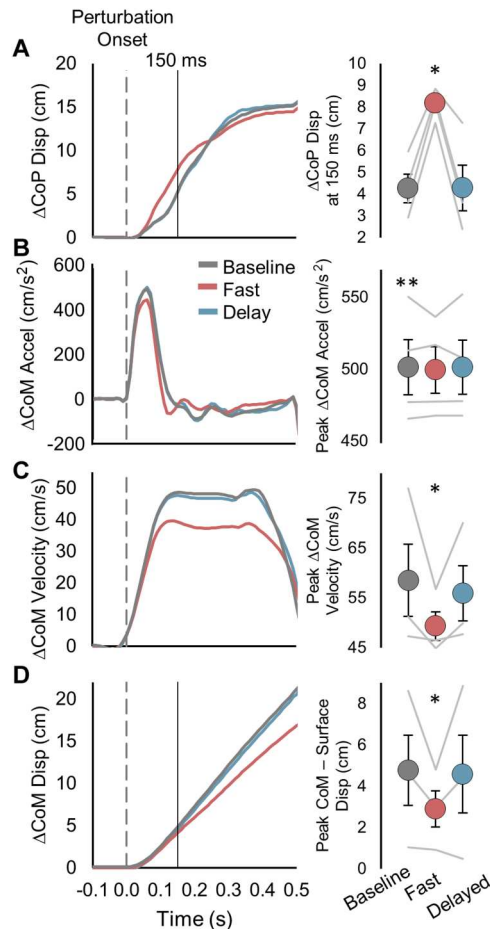 Perturbation
Onset
A
150 ms
20
15
10
5
0
ΔCoP Disp (cm)
*
10
9
8
7
6
5
4
3
2
ΔCoP Disp
at 150 ms (cm)
B
600
400
200
0
-200
ΔCoM Accel (cm/s²)
Baseline
Fast
Delay
**
550
500
450
Peak ΔCoM Accel (cm/s²)
C
50
40
30
20
10
0
ΔCoM Velocity (cm/s)
*
75
65
55
45
Peak ΔCoM
Velocity (cm/s)
D
20
15
10
5
0
ΔCoM Disp (cm)
-0.1 0.0 0.1 0.2 0.3 0.4 0.5
Time (s)
*
8
6
4
2
0
Peak CoM – Surface
Disp (cm)
Baseline
Fast
Delayed